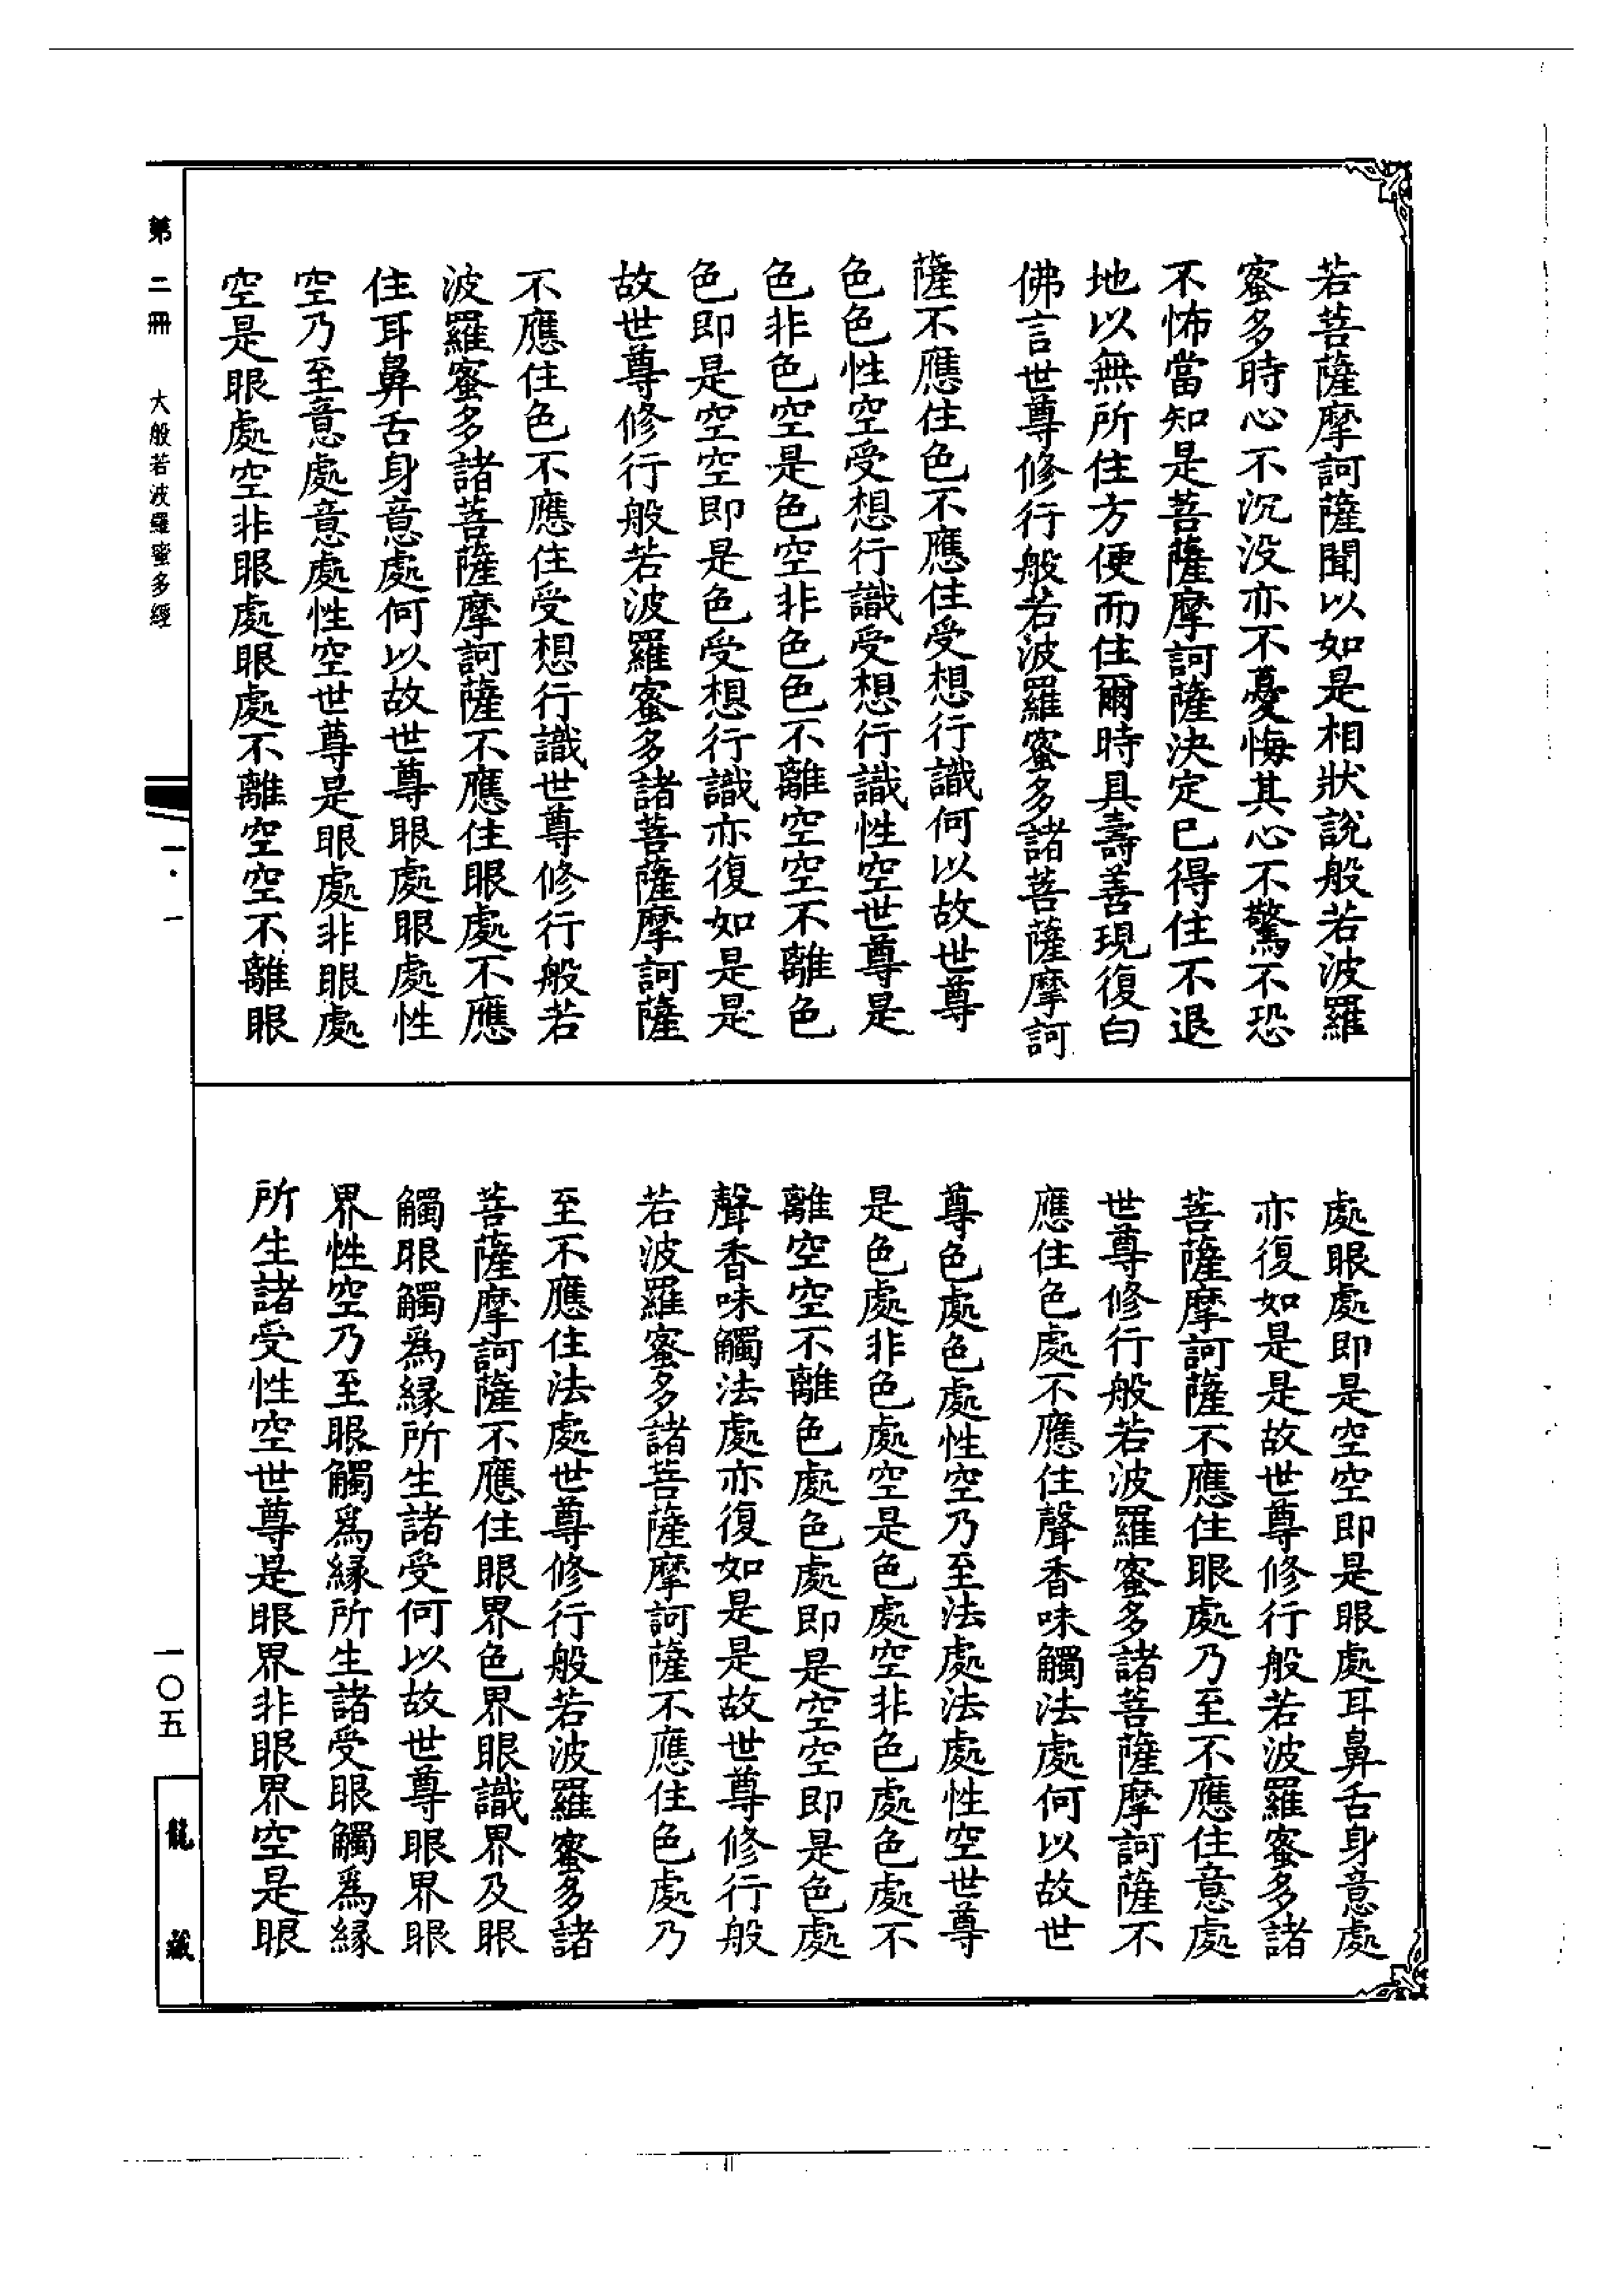 若菩薩摩訶薩聞以如是相狀說般若波羅
蜜多時心不沉没亦不憂悔其心不驚不恐
不怖當知是菩薩摩訶薩決定已得住不退
地以無所住方便而住爾時具壽善現復白
佛言世尊修行般若波羅蜜多諸菩薩摩訶
薩不應住色不應住受想行識何以故世尊
色色性空受想行識受想行識性空世尊是
色非色空是色空非色色不離空空不離色
色即是空空即是色受想行識亦復如是是
故世尊修行般若波羅蜜多諸菩薩摩訶薩
不應住色不應住受想行識世尊修行般若
波羅蜜多諸菩薩摩訶薩不應住眼處不應
住耳鼻舌身意處何以故世尊眼處眼處性
空乃至意處意處性空世尊是眼處非眼處
空是眼處空非眼處眼處不離空空不離眼
處眼處即是空空即是眼處耳鼻舌身意處
亦復如是是故世尊修行般若波羅蜜多諸
菩薩摩訶薩不應住眼處乃至不應住意處
世尊修行般若波羅蜜多諸菩薩摩訶薩不
應住色處不應住聲香味觸法處何以故世
尊色處色處性空乃至法處法處性空世尊
是色處非色處空是色處空非色處色處不
離空空不離色處色處即是空空即是色處
聲香味觸法處亦復如是是故世尊修行般
若波羅蜜多諸菩薩摩訶薩不應住色處乃
至不應住法處世尊修行般若波羅蜜多諸
菩薩摩訶薩不應住眼界色界眼識界及眼
觸眼觸爲緣所生諸受何以故世尊眼界眼
界性空乃至眼觸爲緣所生諸受眼觸爲緣
所生諸受性空世尊是眼界非眼界空是眼
第二冊
大般若波羅蜜多經
一·一
一〇五
龍藏